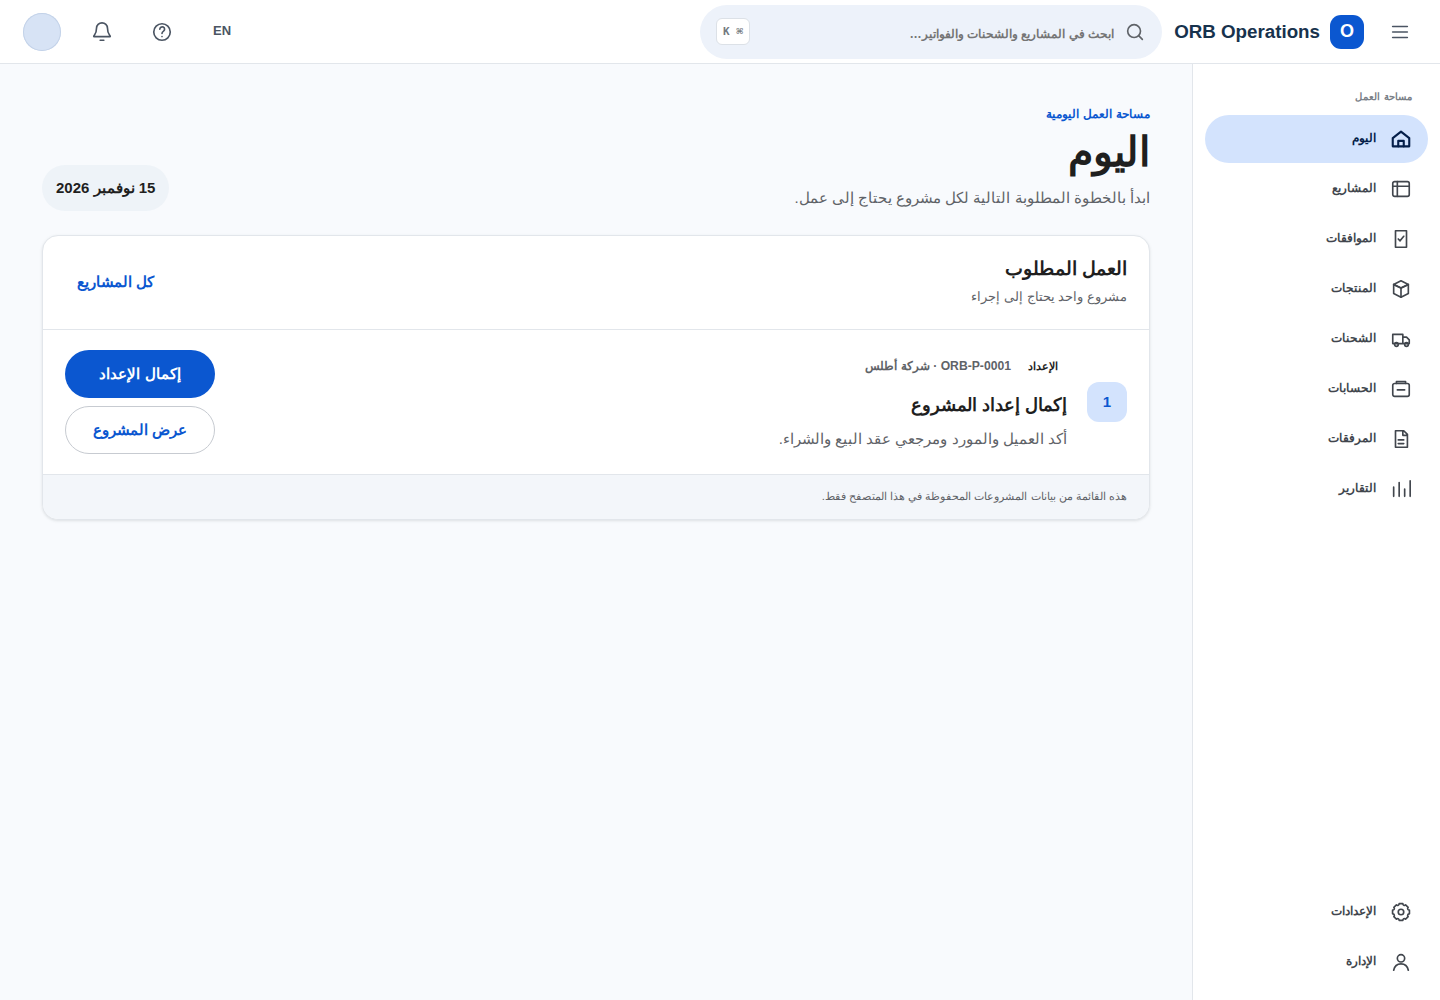 ORB Operations
O
ابحث في المشاريع والشحنات والفواتير...
⌘ K
EN
مساحة العمل
اليوم
المشاريع
الموافقات
المنتجات
الشحنات
الحسابات
المرفقات
التقارير
الإعدادات
الإدارة
مساحة العمل اليومية
اليوم
ابدأ بالخطوة المطلوبة التالية لكل مشروع يحتاج إلى عمل.
15 نوفمبر 2026
العمل المطلوب
مشروع واحد يحتاج إلى إجراء
كل المشاريع
1
الإعداد ORB-P-0001 · شركة أطلس
إكمال إعداد المشروع
أكد العميل والمورد ومرجعي عقد البيع والشراء.
إكمال الإعداد
عرض المشروع
هذه القائمة من بيانات المشروعات المحفوظة في هذا المتصفح فقط.